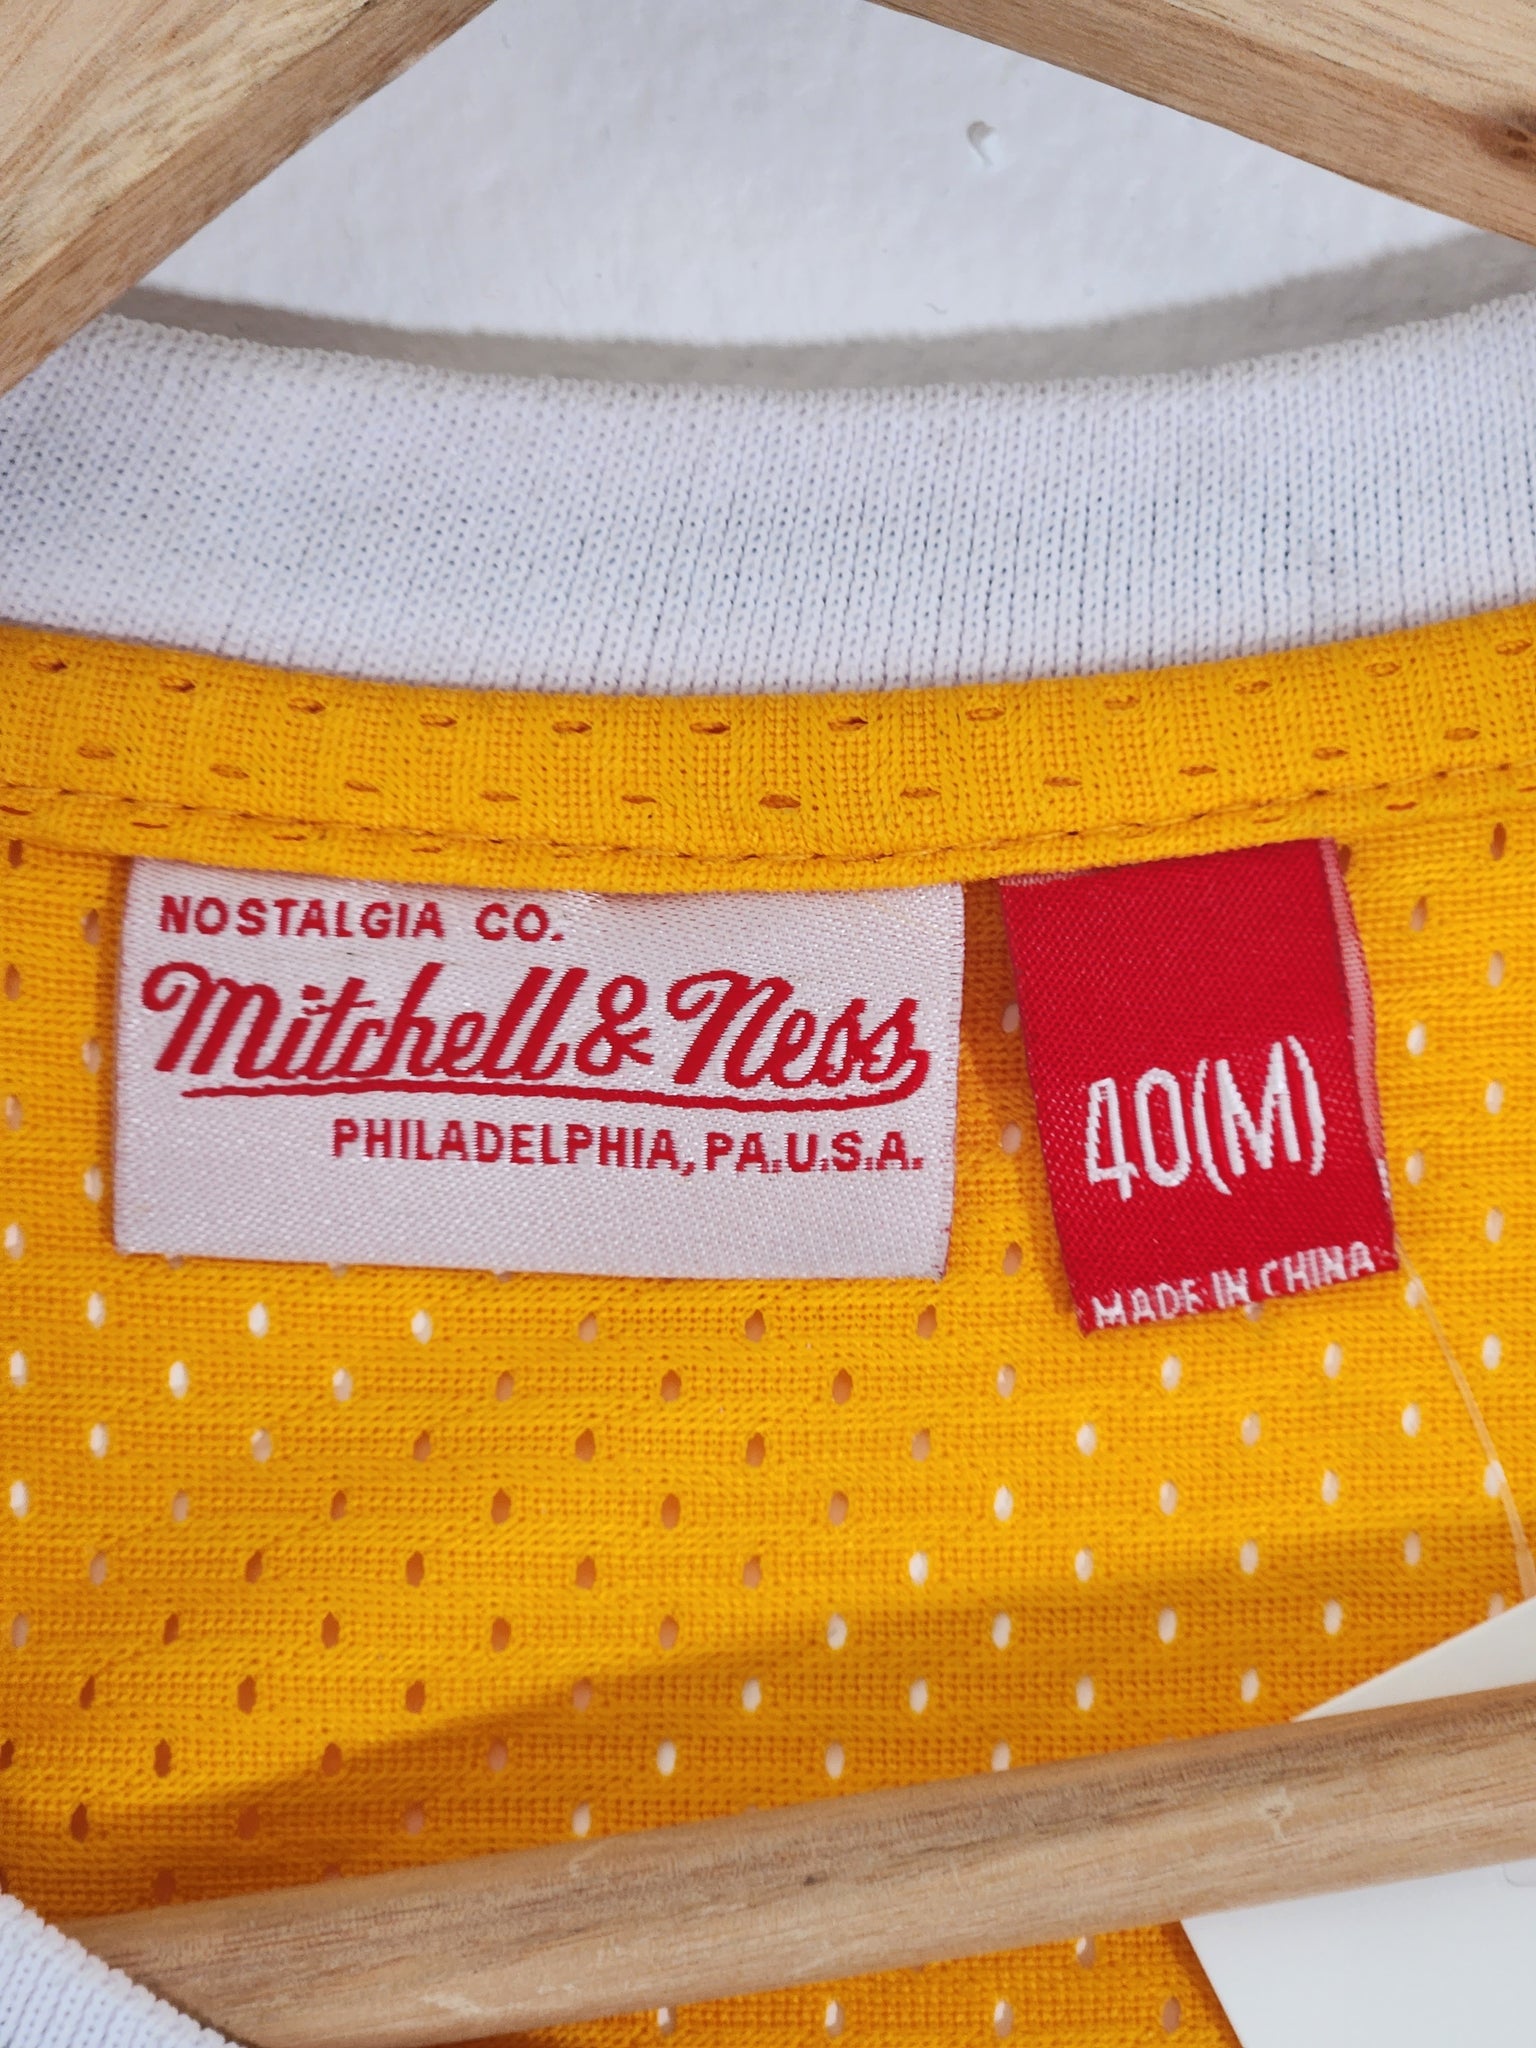 NOSTALGIA CO.
Mitchell & Ness
PHILADELPHIA, PA.U.S.A.
40(M)
MADE IN CHINA